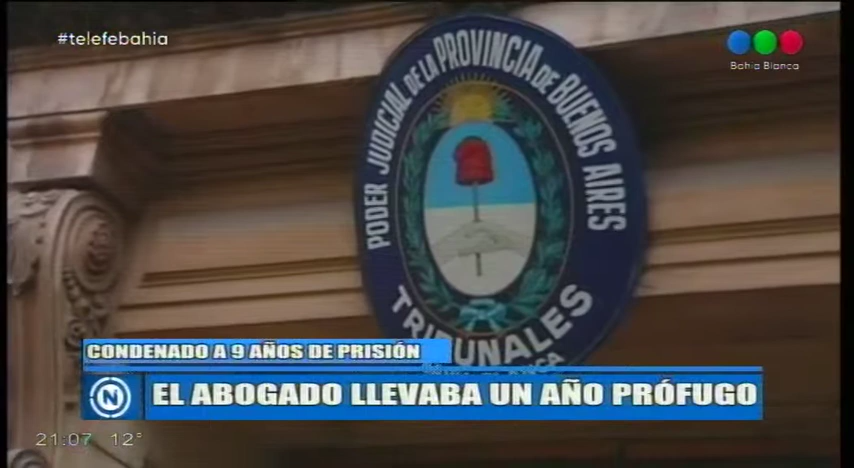 #telefebahia
Bahía Blanca
PODER JUDICIAL DE LA PROVINCIA DE BUENOS AIRES
TRIBUNALES
CONDENADO A 9 AÑOS DE PRISIÓN
N
EL ABOGADO LLEVABA UN AÑO PRÓFUGO
21:07 12°